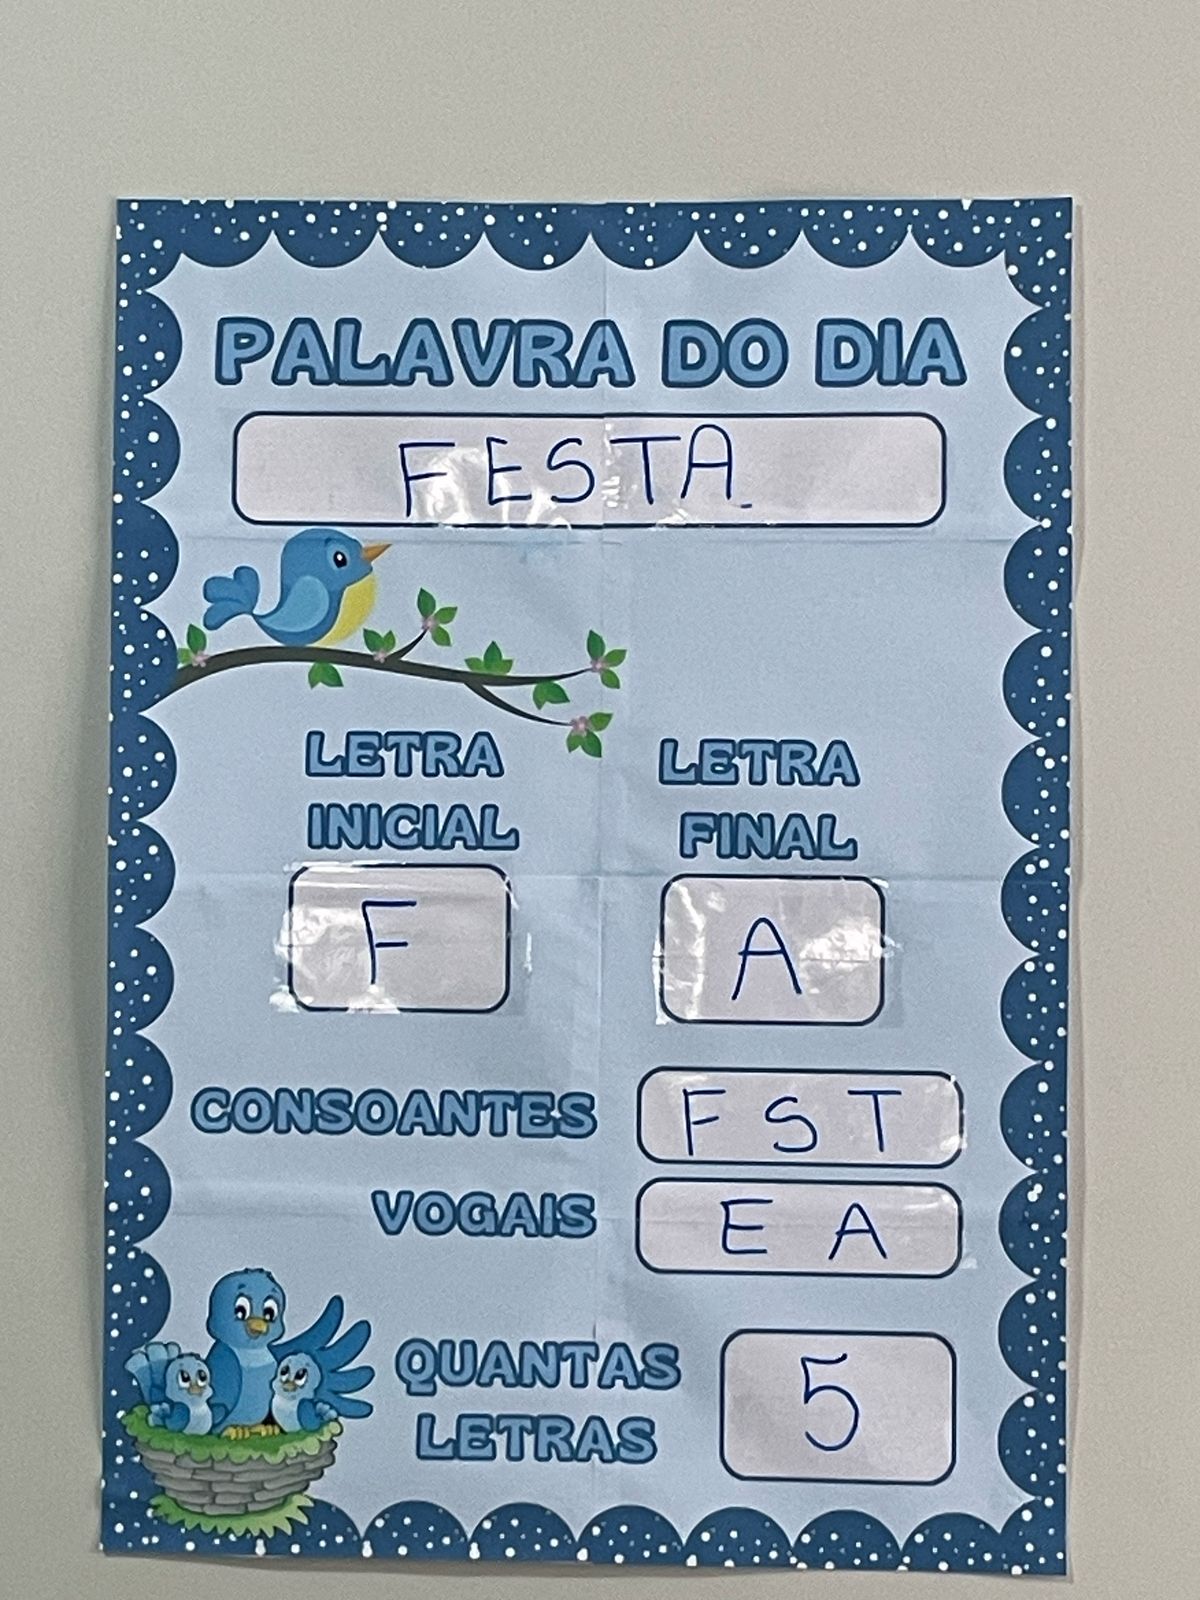 PALAVRA DO DIA
FESTA
LETRA INICIAL
F
LETRA FINAL
A
CONSOANTES F S T
VOGAIS E A
QUANTAS LETRAS
5